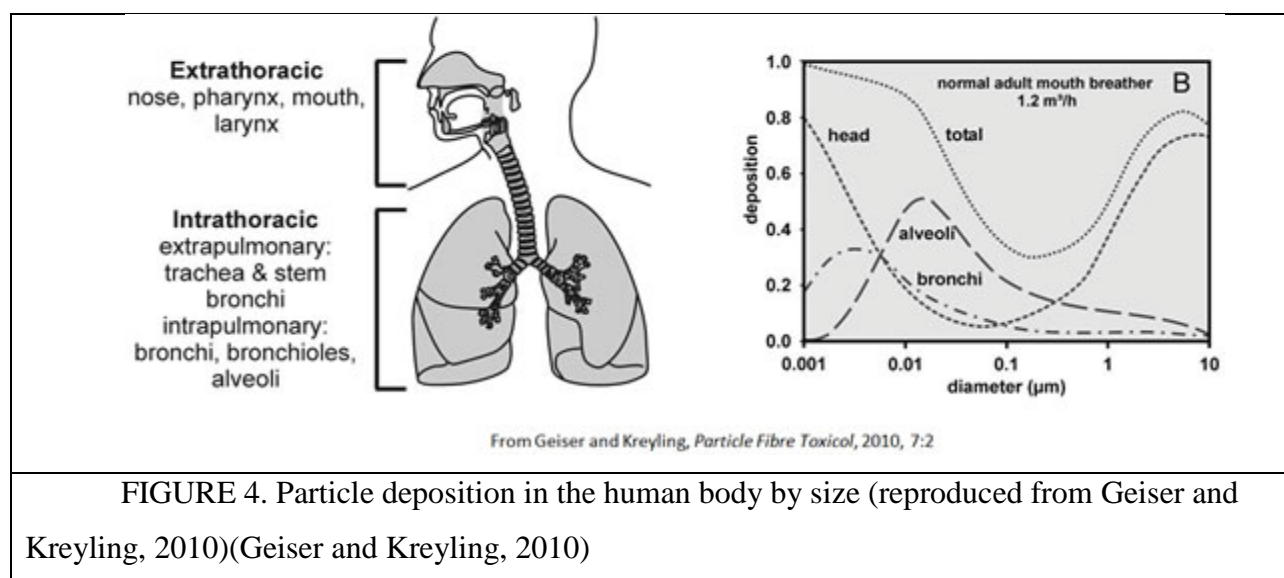 Extrathoracic
nose, pharynx, mouth,
larynx
Intrathoracic
extrapulmonary:
trachea & stem
bronchi
intrapulmonary:
bronchi, bronchioles,
alveoli
B
normal adult mouth breather
1.2 m³/h
head
total
alveoli
bronchi
deposition
1.0
0.8
0.6
0.4
0.2
0.0
0.001
0.01
0.1
1
10
diameter (µm)
From Geiser and Kreyling, Particle Fibre Toxicol, 2010, 7:2
FIGURE 4. Particle deposition in the human body by size (reproduced from Geiser and
Kreyling, 2010)(Geiser and Kreyling, 2010)